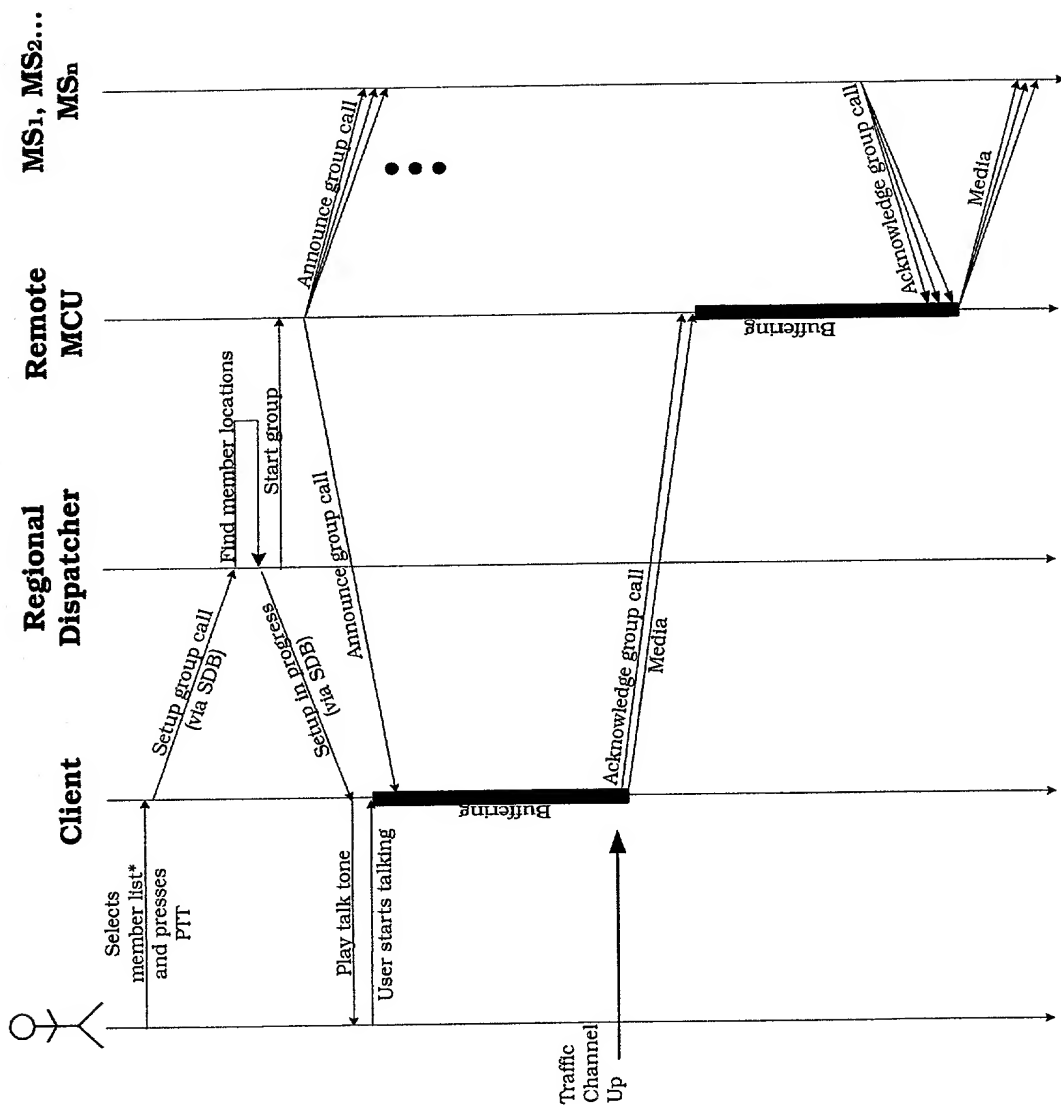 Client
Regional
Dispatcher
Remote
MCU
MS1, MS2...
MSn
Selects
member list*
and presses
PTT
Setup group call
(via SDB)
Find member locations
Start group
Setup in progress
(via SDB)
Announce group call
Announce group call
Play talk tone
User starts talking
Buffering
Traffic
Channel
Up
Acknowledge group call
Media
Buffering
Acknowledge group call
Media